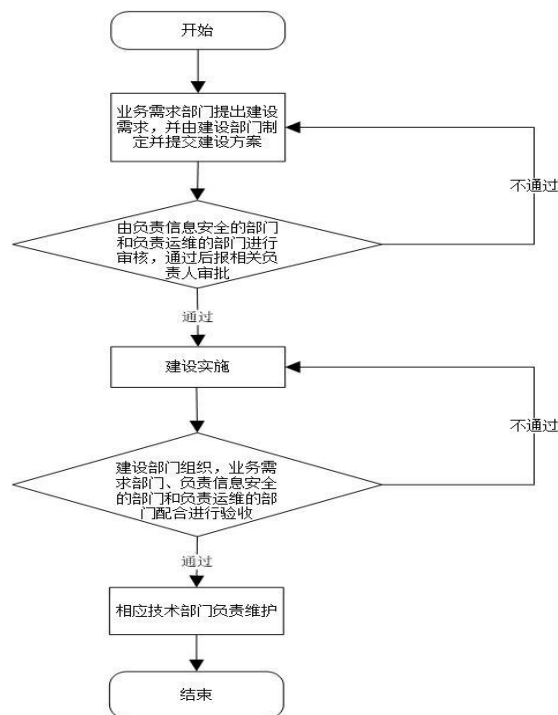 开始
业务需求部门提出建设
需求，并由建设部门制
定并提交建设方案
不通过
由负责信息安全的部门
和负责运维的部门进行
审核，通过后报相关负
责人审批
通过
建设实施
不通过
建设部门组织，业务需
求部门、负责信息安全
的部门和负责运维的部
门配合进行验收
通过
相应技术部门负责维护
结束